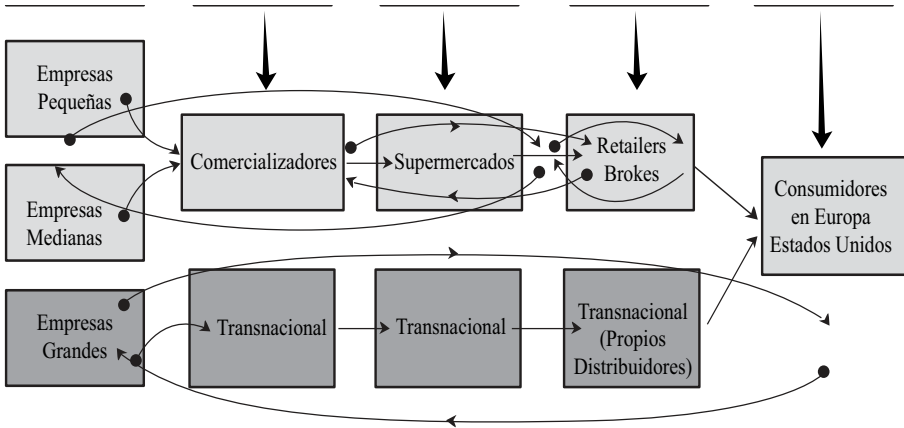 Empresas
Pequeñas
Comercializadores
Supermercados
Retailers
Brokes
Empresas
Medianas
Consumidores
en Europa
Estados Unidos
Empresas
Grandes
Transnacional
Transnacional
Transnacional
(Propios
Distribuidores)